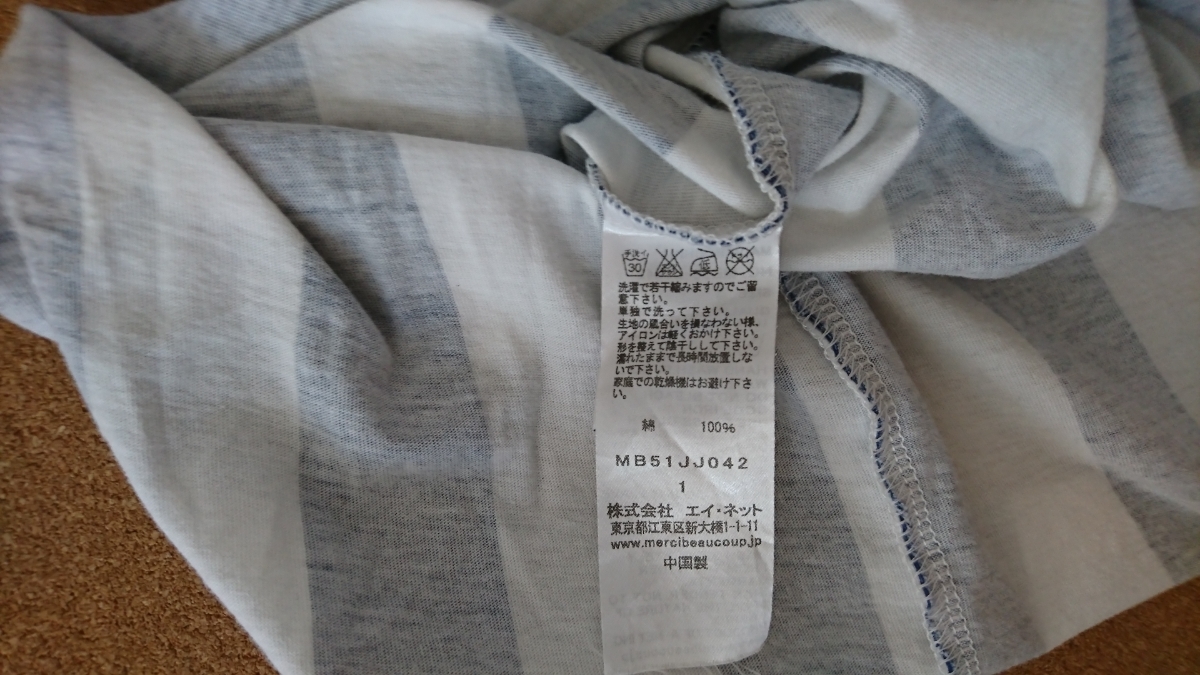 手洗イ
30
低
洗濯で若干縮みますのでご留
意下さい。
単独で洗って下さい。
生地の風合いを損なわない様、
アイロンは軽くおかけ下さい。
形を整えて陰干しして下さい。
濡れたままで長時間放置しな
いで下さい。
家庭での乾燥機はお避け下さ
い。
綿 100%
MB51JJ042
1
株式会社 エイ・ネット
東京都江東区新大橋1-1-11
www.mercibeaucoup.jp
中国製